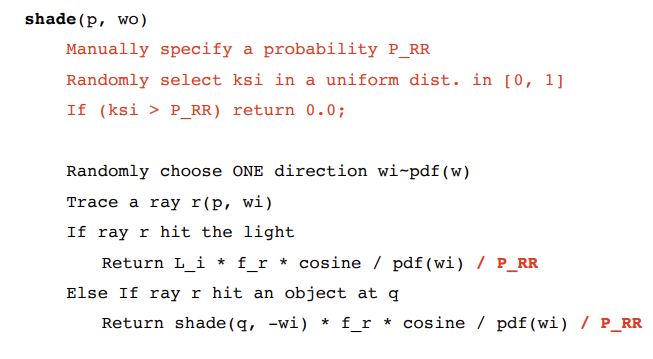 shade(p, wo)
Manually specify a probability P_RR
Randomly select ksi in a uniform dist. in [0, 1]
If (ksi > P_RR) return 0.0;
Randomly choose ONE direction wi~pdf(w)
Trace a ray r(p, wi)
If ray r hit the light
Return L_i * f_r * cosine / pdf(wi) / P_RR
Else If ray r hit an object at q
Return shade(q, -wi) * f_r * cosine / pdf(wi) / P_RR